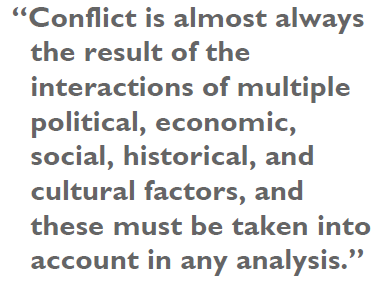 “Conflict is almost always
the result of the
interactions of multiple
political, economic,
social, historical, and
cultural factors, and
these must be taken into
account in any analysis.”